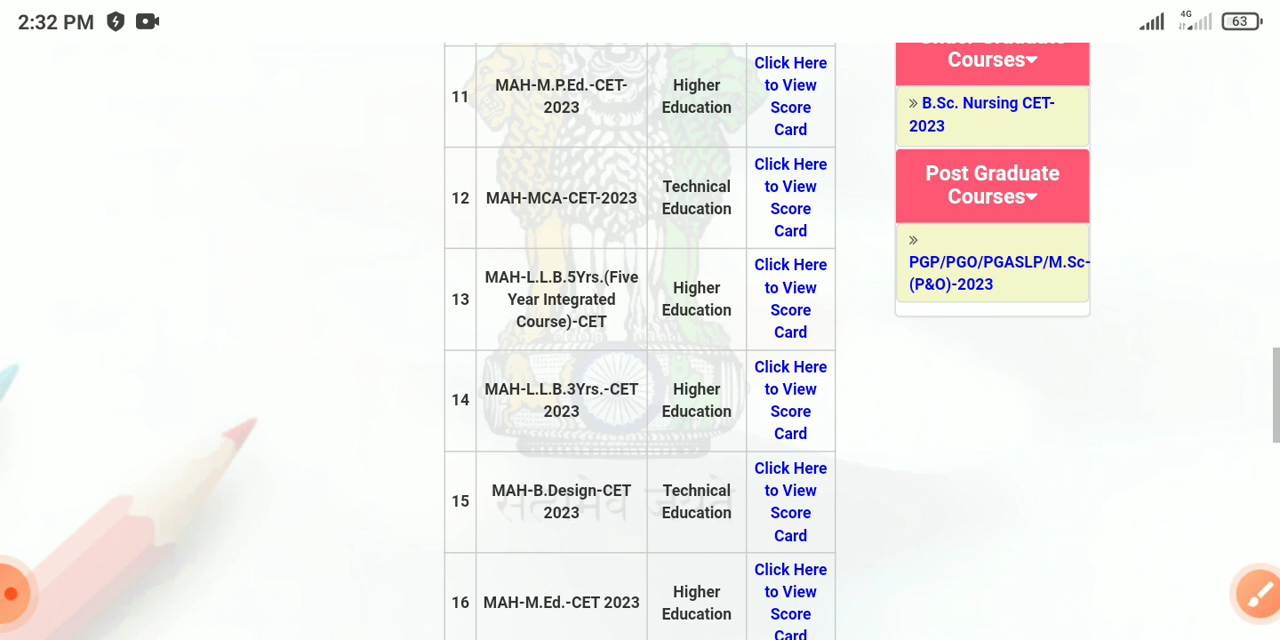 2:32 PM
4G
63
11
MAH-M.P.Ed.-CET-
2023
Higher
Education
Click Here
to View
Score
Card
12
MAH-MCA-CET-2023
Technical
Education
Click Here
to View
Score
Card
13
MAH-L.L.B.5Yrs.(Five
Year Integrated
Course)-CET
Higher
Education
Click Here
to View
Score
Card
14
MAH-L.L.B.3Yrs.-CET
2023
Higher
Education
Click Here
to View
Score
Card
15
MAH-B.Design-CET
2023
Technical
Education
Click Here
to View
Score
Card
16
MAH-M.Ed.-CET 2023
Higher
Education
Click Here
to View
Score
Card
सत्यमेव जयते
Courses
» B.Sc. Nursing CET-
2023
Post Graduate
Courses
»
PGP/PGO/PGASLP/M.Sc-
(P&O)-2023